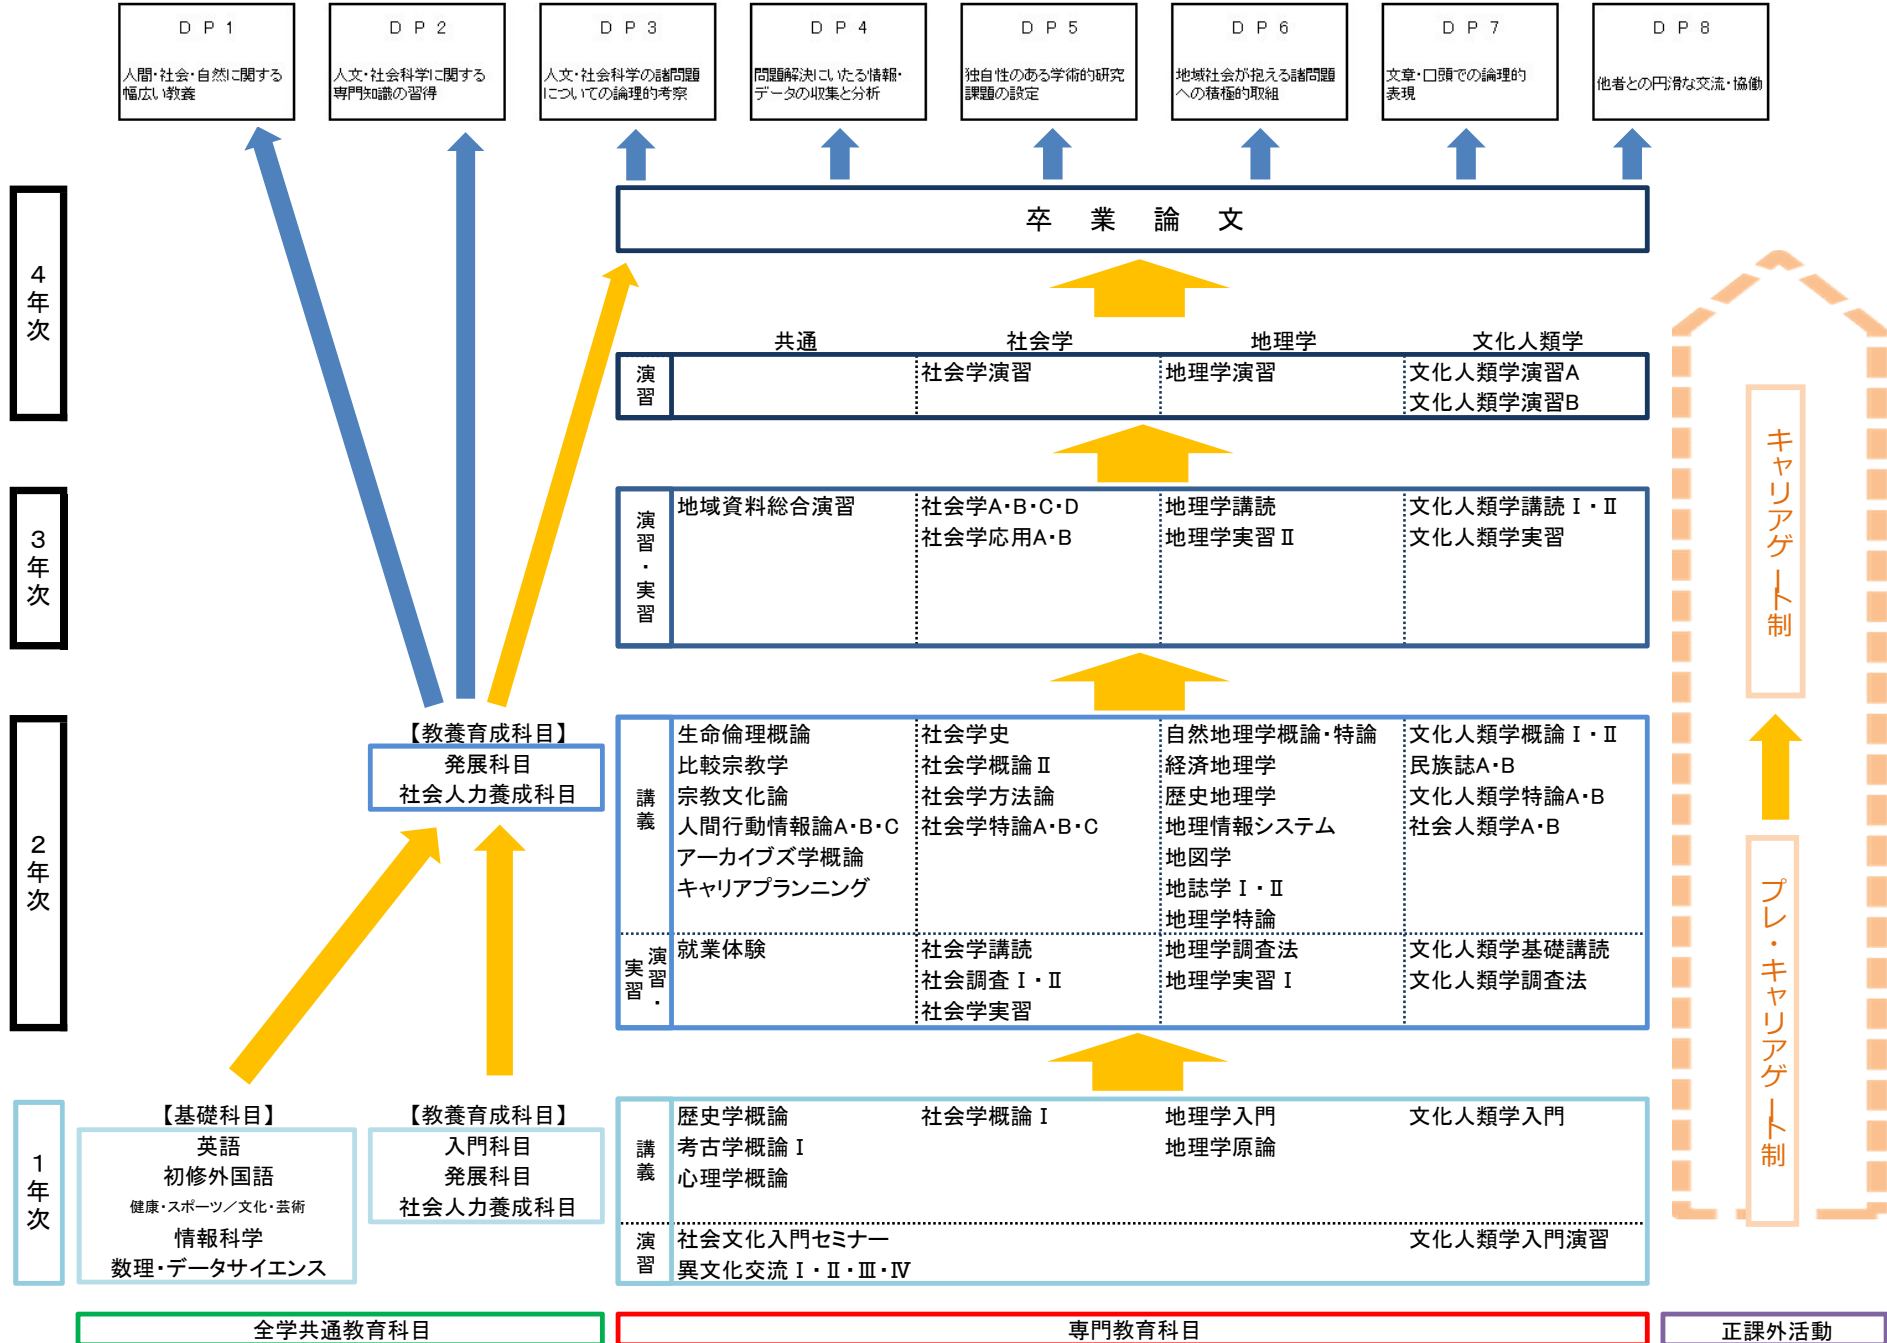 DP1
人間・社会・自然に関する
幅広い教養
DP2
人文・社会科学に関する
専門知識の習得
DP3
人文・社会科学の諸問題
についての論理的考察
DP4
問題解決にいたる情報・
データの収集と分析
DP5
独自性のある学術的研究
課題の設定
DP6
地域社会が抱える諸問題
への積極的取組
DP7
文章・口頭での論理的
表現
DP8
他者との円滑な交流・協働
4年次
卒業論文
共通
社会学
地理学
文化人類学
演習
社会学演習
地理学演習
文化人類学演習A
文化人類学演習B
3年次
演習・実習
地域資料総合演習
社会学A・B・C・D
社会学応用A・B
地理学講読
地理学実習Ⅱ
文化人類学講読Ⅰ・Ⅱ
文化人類学実習
キャリアゲート制
2年次
【教養育成科目】
発展科目
社会人力養成科目
講義
生命倫理概論
比較宗教学
宗教文化論
人間行動情報論A・B・C
アーカイブズ学概論
キャリアプランニング
社会学史
社会学概論Ⅱ
社会学方法論
社会学特論A・B・C
自然地理学概論・特論
経済地理学
歴史地理学
地理情報システム
地図学
地誌学Ⅰ・Ⅱ
地理学特論
文化人類学概論Ⅰ・Ⅱ
民族誌A・B
文化人類学特論A・B
社会人類学A・B
演習・
実習
就業体験
社会学講読
社会調査Ⅰ・Ⅱ
社会学実習
地理学調査法
地理学実習Ⅰ
文化人類学基礎講読
文化人類学調査法
プレ・キャリアゲート制
1年次
【基礎科目】
英語
初修外国語
健康・スポーツ／文化・芸術
情報科学
数理・データサイエンス
【教養育成科目】
入門科目
発展科目
社会人力養成科目
講義
歴史学概論
考古学概論Ⅰ
心理学概論
社会学概論Ⅰ
地理学入門
地理学原論
文化人類学入門
演習
社会文化入門セミナー
異文化交流Ⅰ・Ⅱ・Ⅲ・Ⅳ
文化人類学入門演習
全学共通教育科目
専門教育科目
正課外活動